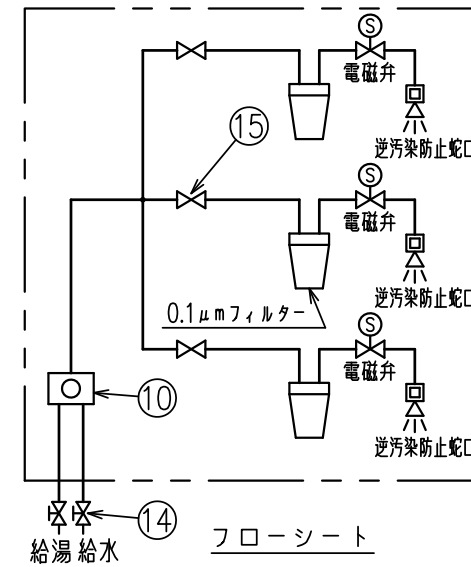 S
電磁弁
逆汚染防止蛇口
15
S
電磁弁
逆汚染防止蛇口
0.1μmフィルター
S
電磁弁
10
逆汚染防止蛇口
14
給湯 給水
フローシート